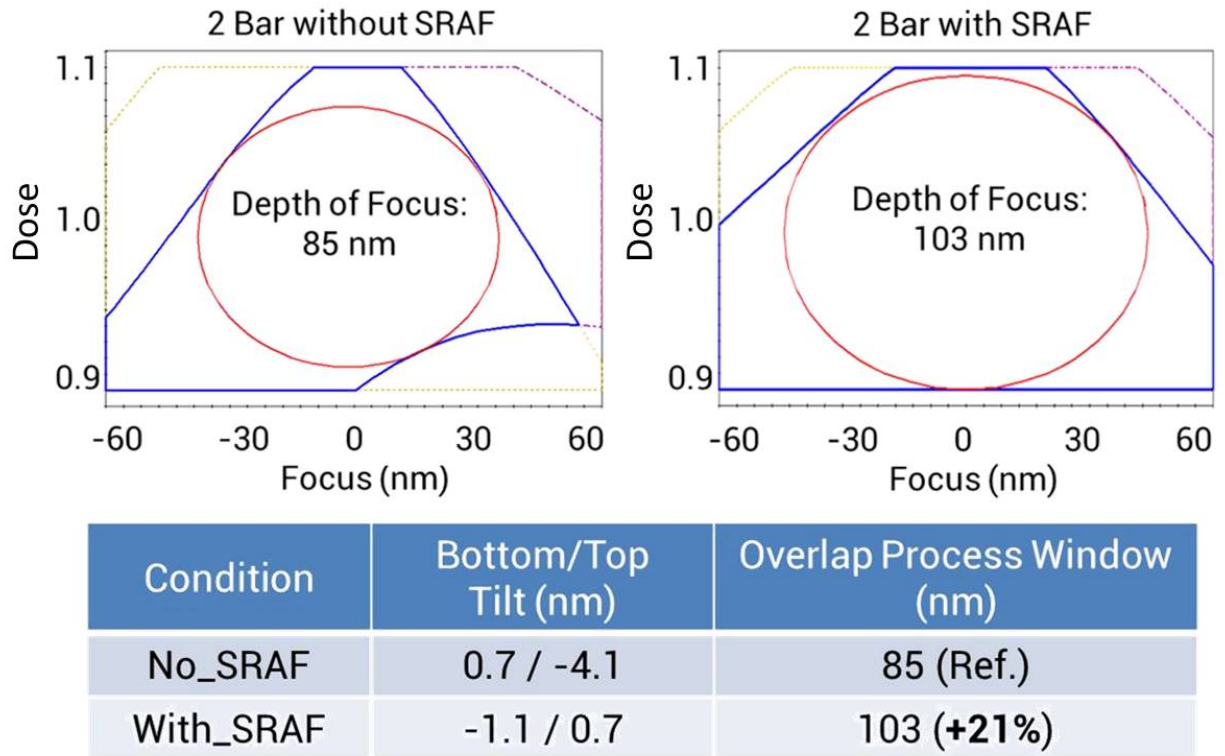 2 Bar without SRAF
1.1
1.0
0.9
Dose
Depth of Focus:
85 nm
-60 -30 0 30 60
Focus (nm)
2 Bar with SRAF
1.1
1.0
0.9
Dose
Depth of Focus:
103 nm
-60 -30 0 30 60
Focus (nm)
Condition
Bottom/Top
Tilt (nm)
Overlap Process Window
(nm)
No_SRAF 0.7 / -4.1 85 (Ref.)
With_SRAF -1.1 / 0.7 103 (+21%)